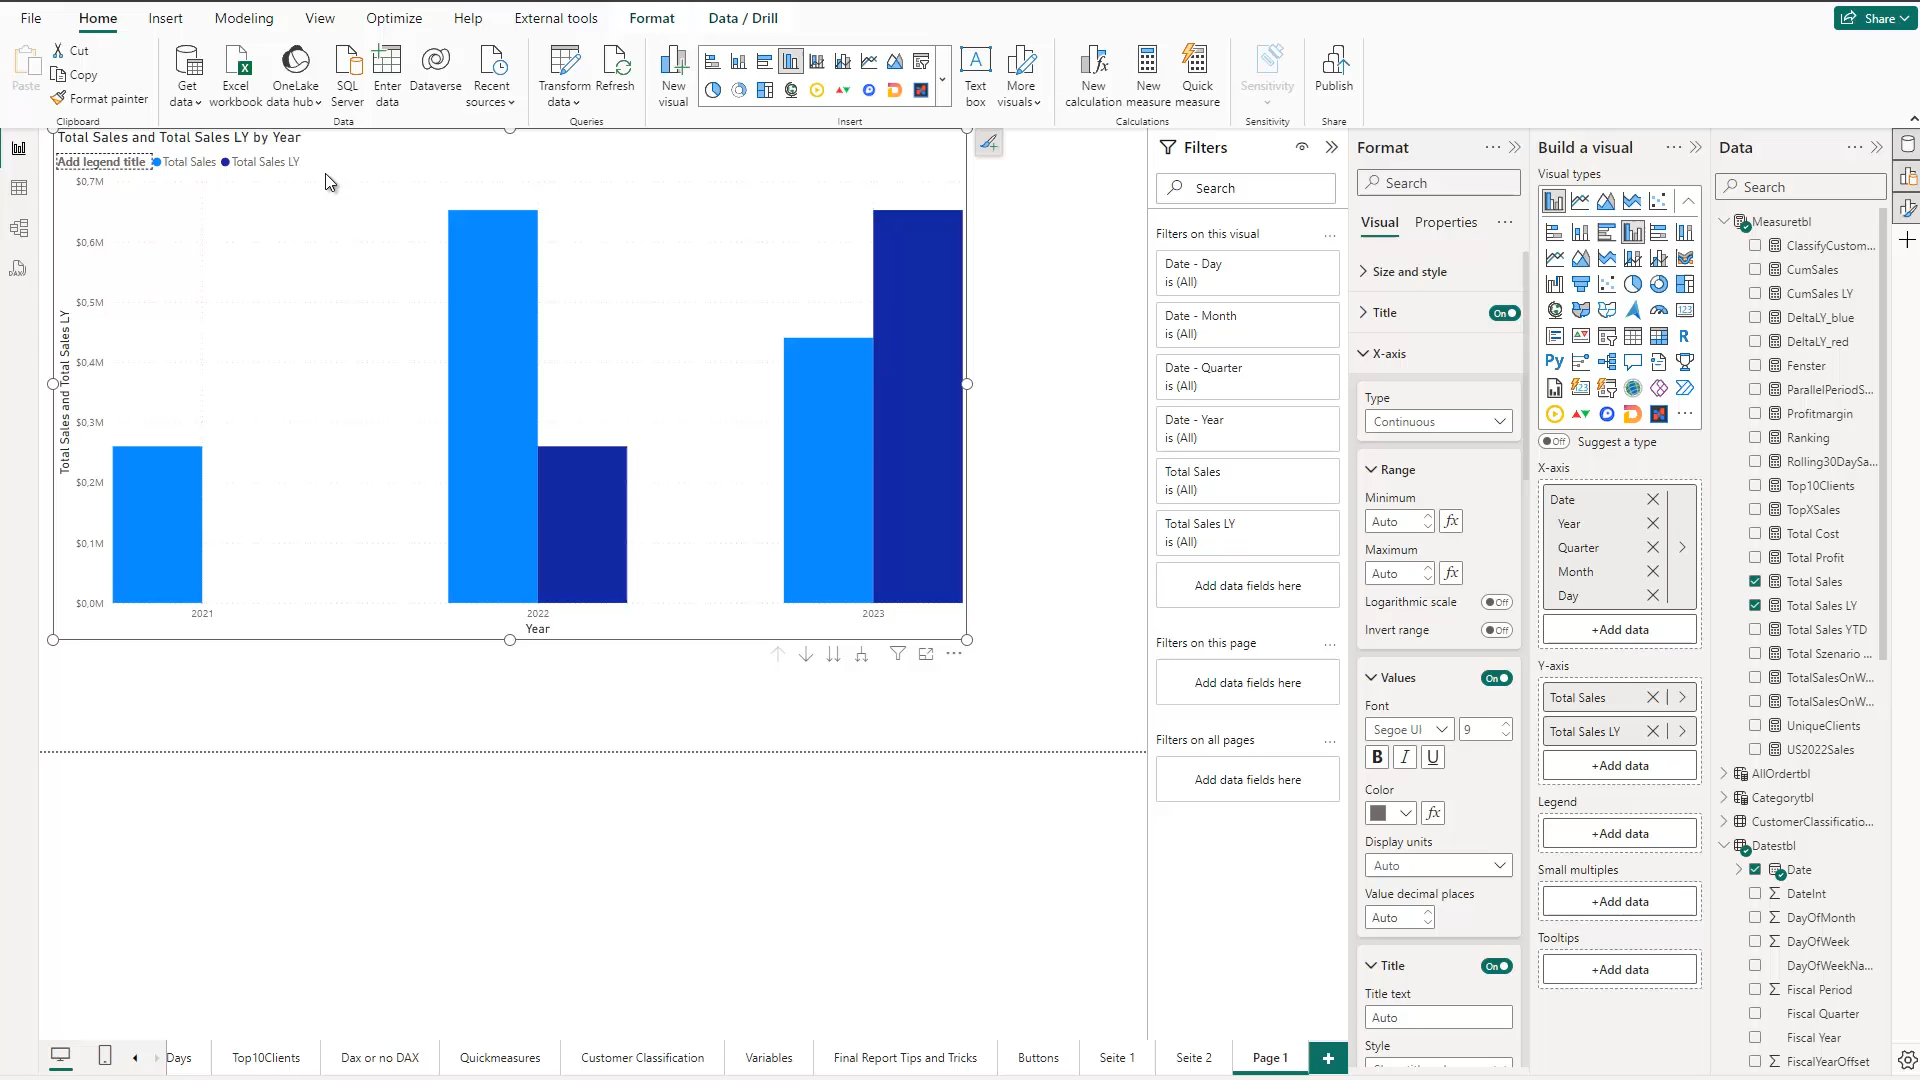 File Home Insert Modeling View Optimize Help External tools Format Data / Drill Share
Cut
Copy
Format painter
Paste
Clipboard
Get data
Excel workbook
OneLake data hub
SQL Server
Enter data
Dataverse
Recent sources
Data
Transform data
Refresh
Queries
New visual
Text box
More visuals
Insert
New calculation
New measure
Quick measure
Calculations
Sensitivity
Sensitivity
Publish
Share
Total Sales and Total Sales LY by Year
Add legend title Total Sales Total Sales LY
Total Sales and Total Sales LY
$0,7M
$0,6M
$0,5M
$0,4M
$0,3M
$0,2M
$0,1M
$0,0M
2021 2022 2023
Year
Filters
Search
Filters on this visual
Date - Day
is (All)
Date - Month
is (All)
Date - Quarter
is (All)
Date - Year
is (All)
Total Sales
is (All)
Total Sales LY
is (All)
Add data fields here
Filters on this page
Add data fields here
Filters on all pages
Add data fields here
Format
Search
Visual Properties
Size and style
Title On
X-axis
Type
Continuous
Range
Minimum
Auto fx
Maximum
Auto fx
Logarithmic scale Off
Invert range Off
Values On
Font
Segoe UI 9
B I U
Color
fx
Display units
Auto
Value decimal places
Auto
Title On
Title text
Auto
Style
Build a visual
Visual types
123
R
Py
Off Suggest a type
X-axis
Date
Year
Quarter
Month
Day
+Add data
Y-axis
Total Sales
Total Sales LY
+Add data
Legend
+Add data
Small multiples
+Add data
Tooltips
+Add data
Data
Search
Measuretbl
ClassifyCustom...
CumSales
CumSales LY
DeltaLY_blue
DeltaLY_red
Fenster
ParallelPeriodS...
Profitmargin
Ranking
Rolling30DaySa...
Top10Clients
TopXSales
Total Cost
Total Profit
Total Sales
Total Sales LY
Total Sales YTD
Total Szenario ...
TotalSalesOnW...
TotalSalesOnW...
UniqueClients
US2022Sales
AllOrdertbl
Categorytbl
CustomerClassificatio...
Datestbl
Date
DateInt
DayOfMonth
DayOfWeek
DayOfWeekNa...
Fiscal Period
Fiscal Quarter
Fiscal Year
FiscalYearOffset
Days Top10Clients Dax or no DAX Quickmeasures Customer Classification Variables Final Report Tips and Tricks Buttons Seite 1 Seite 2 Page 1